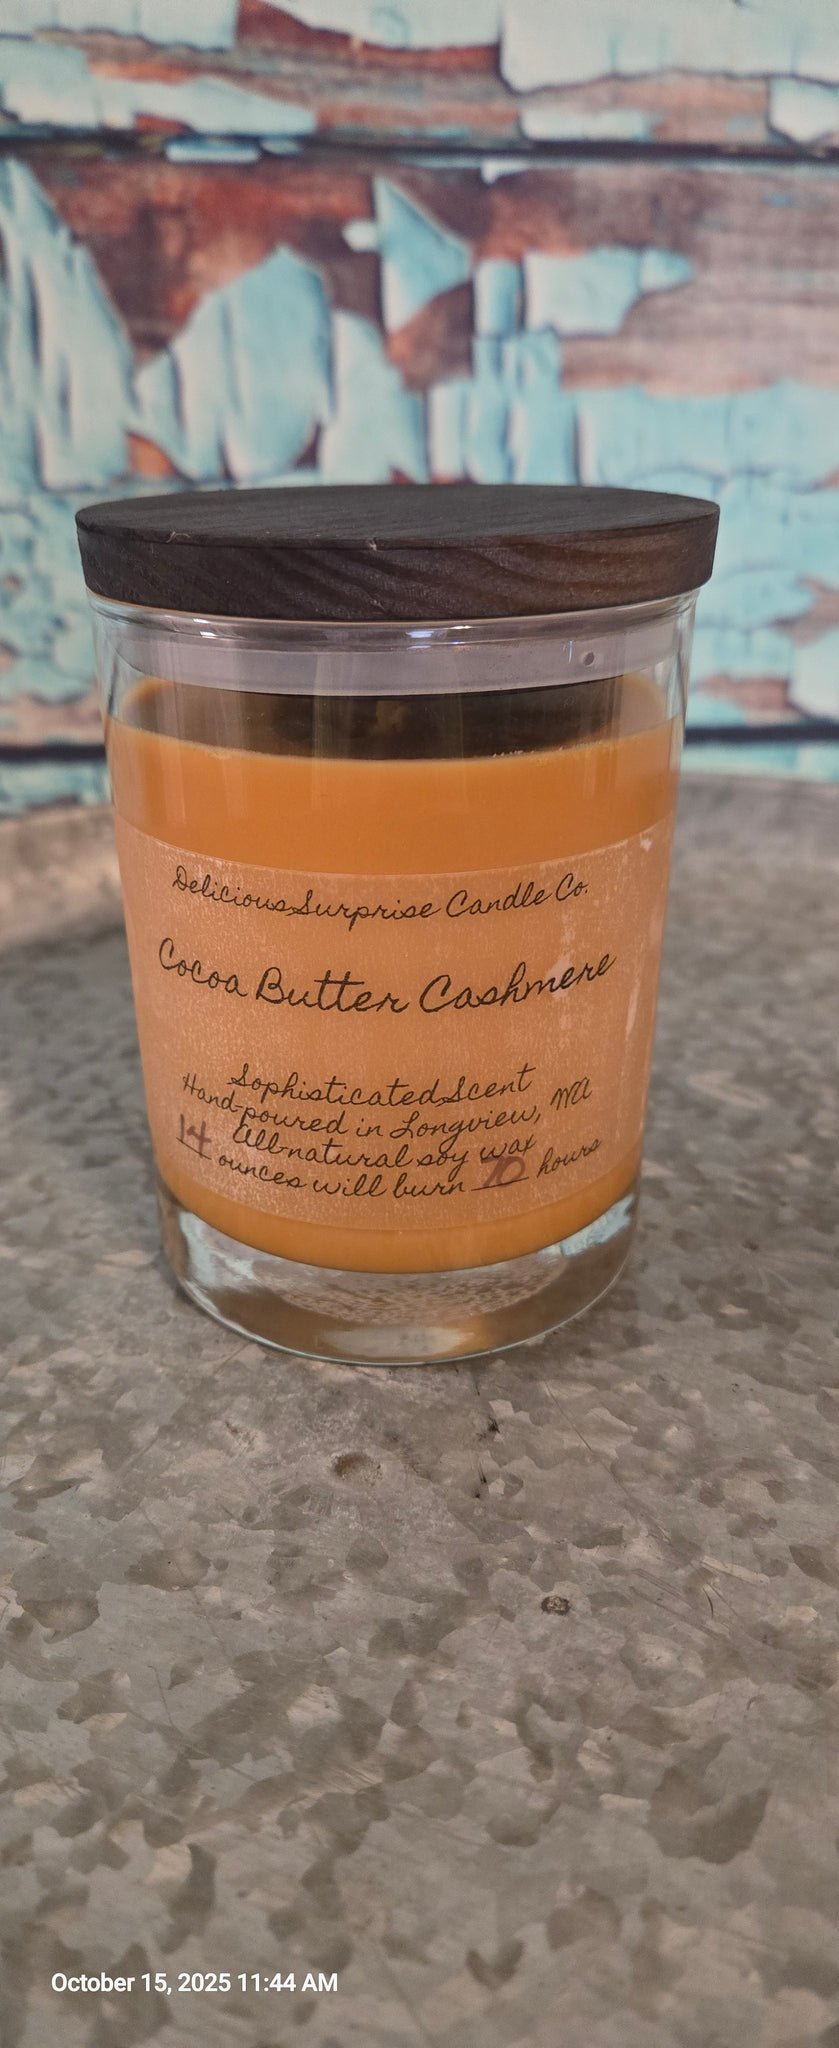 Delicious Surprise Candle Co.
Cocoa Butter Cashmere
Sophisticated Scent
Hand-poured in Longview, WA
All-natural soy wax
14 ounces will burn 70 hours
October 15, 2025 11:44 AM